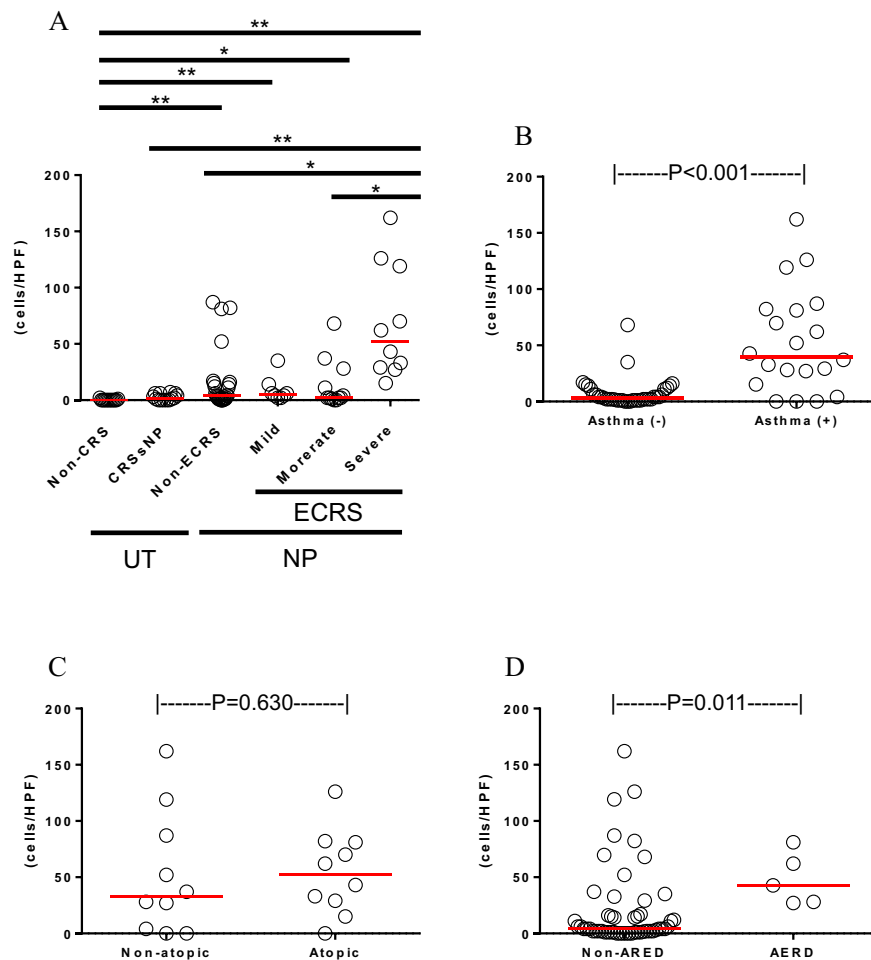 A
**
*
**
**
**
*
*
(cells/HPF)
200
150
100
50
0
Non-CRS
CRSsNP
Non-ECRS
Mild
Morerate
Severe
ECRS
UT
NP
B
|-------P<0.001-------|
(cells/HPF)
200
150
100
50
0
Asthma (-)
Asthma (+)
C
|-------P=0.630-------|
(cells/HPF)
200
150
100
50
0
Non-atopic
Atopic
D
|-------P=0.011-------|
(cells/HPF)
200
150
100
50
0
Non-ARED
AERD